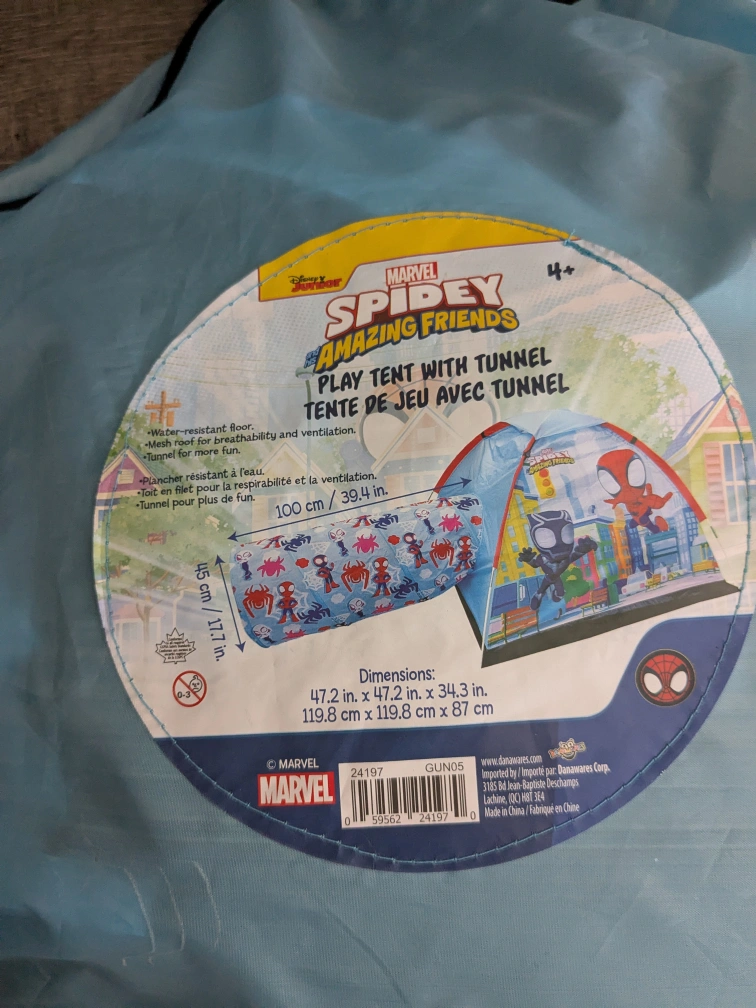 Disney Junior
4+
MARVEL
SPIDEY
AND HIS
AMAZING FRIENDS
PLAY TENT WITH TUNNEL
TENTE DE JEU AVEC TUNNEL
•Water-resistant floor.
•Mesh roof for breathability and ventilation.
•Tunnel for more fun.
•Plancher résistant à l'eau.
•Toit en filet pour la respirabilité et la ventilation.
•Tunnel pour plus de fun.
100 cm / 39.4 in.
45 cm / 17.7 in.
SPIDEY
AMAZING FRIENDS
0-3
Dimensions:
47.2 in. x 47.2 in. x 34.3 in.
119.8 cm x 119.8 cm x 87 cm
© MARVEL
MARVEL
24197 GUN05
0 59562 24197 0
www.danawares.com
DANAWARES
Imported by / Importé par: Danawares Corp.
3185 Bd Jean-Baptiste Deschamps
Lachine, (QC) H8T 3E4
Made in China / Fabriqué en Chine